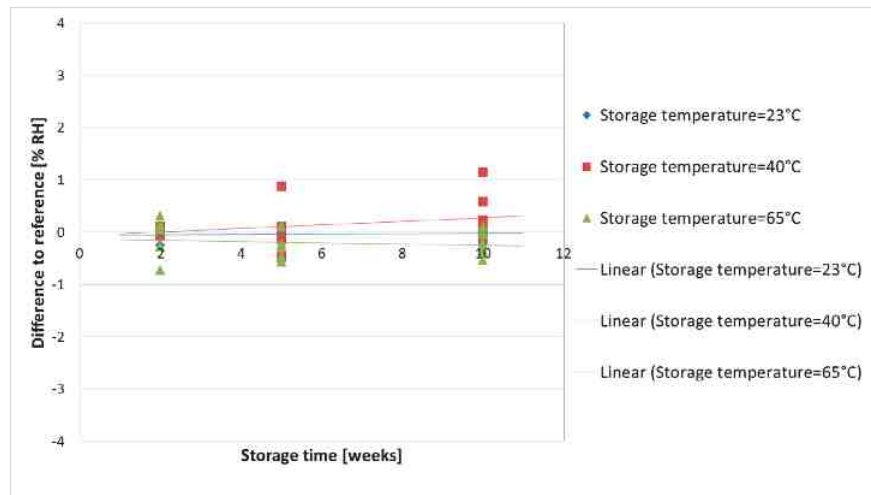 4
3
2
1
0
-1
-2
-3
-4
0 2 4 6 8 10 12
Difference to reference [% RH]
Storage time [weeks]
Storage temperature=23°C
Storage temperature=40°C
Storage temperature=65°C
Linear (Storage temperature=23°C)
Linear (Storage temperature=40°C)
Linear (Storage temperature=65°C)